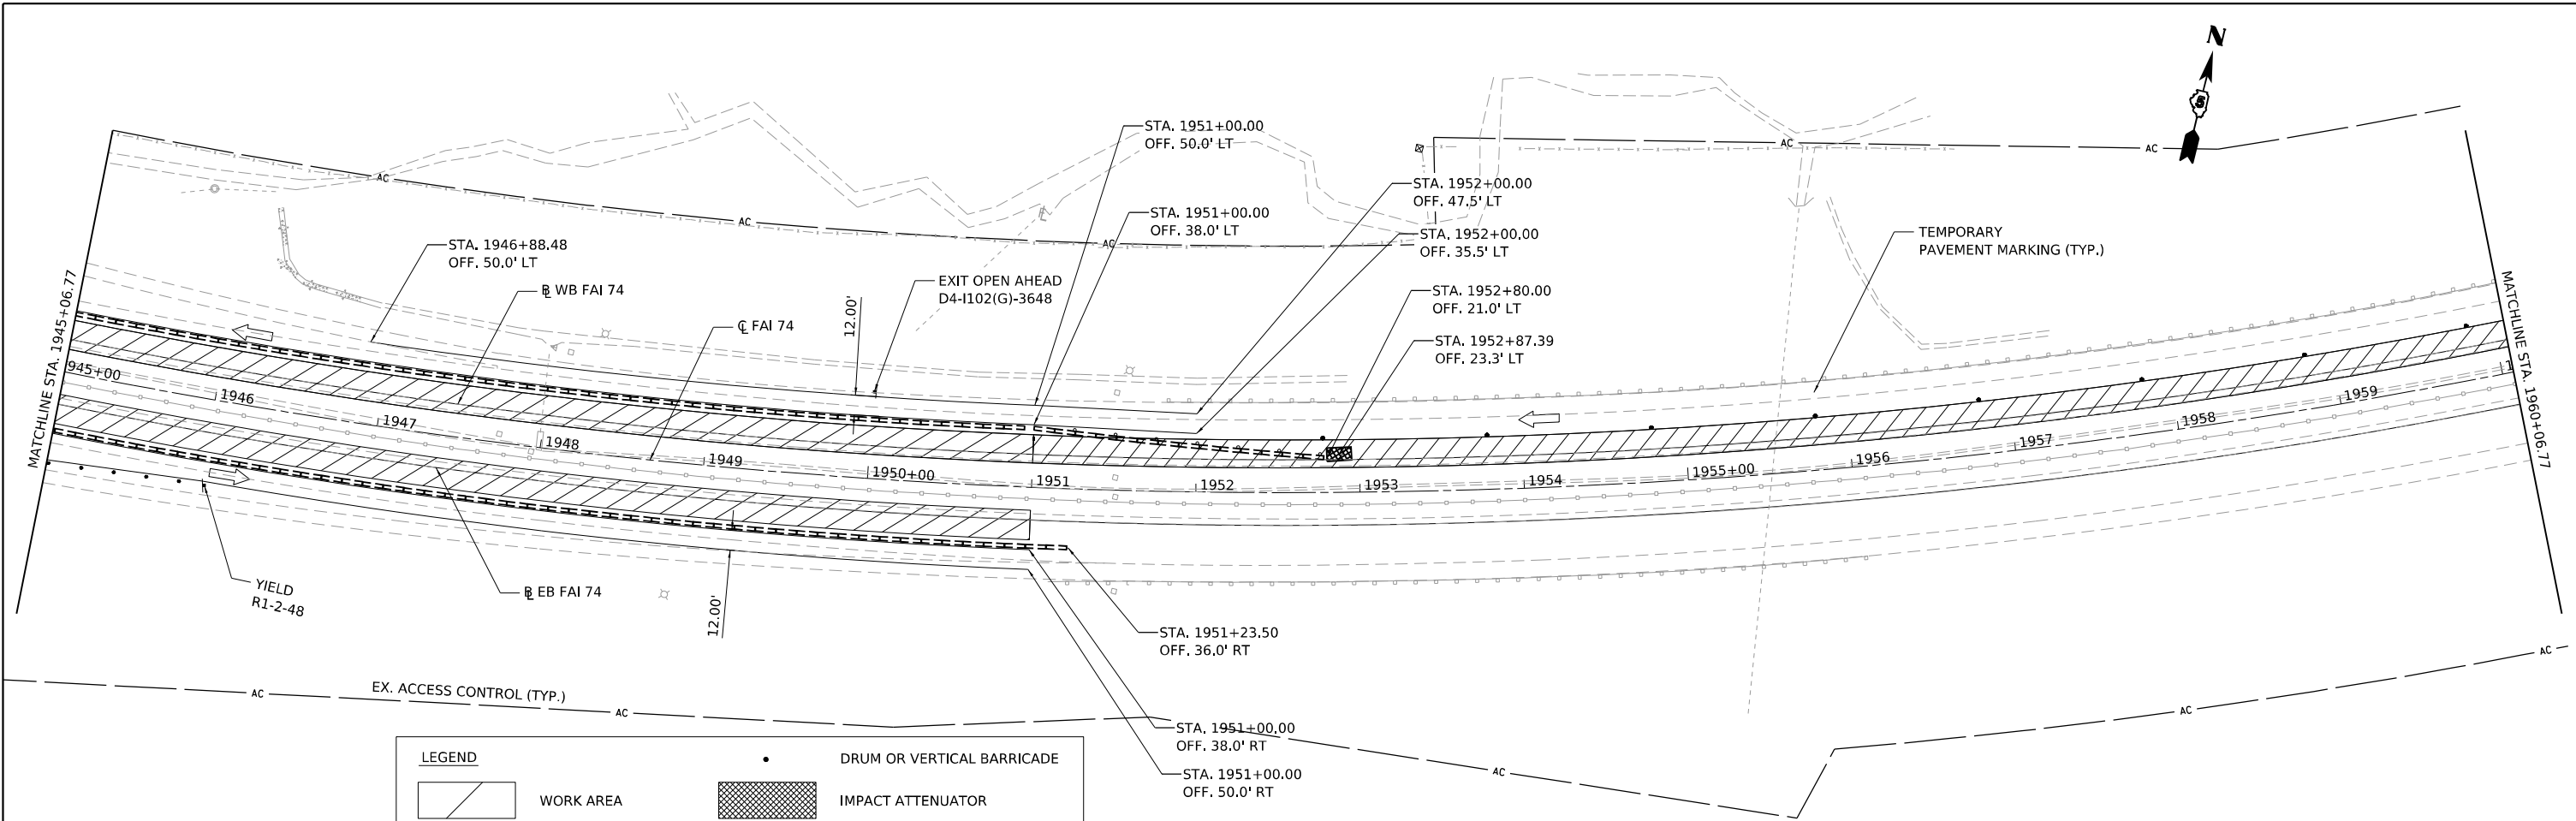 N
5
STA. 1951+00.00
OFF. 50.0' LT
AC
AC
STA. 1952+00.00
OFF. 47.5' LT
AC
STA. 1951+00.00
OFF. 38.0' LT
AC
STA. 1952+00.00
OFF. 35.5' LT
TEMPORARY
PAVEMENT MARKING (TYP.)
AC
STA. 1946+88.48
OFF. 50.0' LT
EXIT OPEN AHEAD
D4-I102(G)-3648
STA. 1952+80.00
OFF. 21.0' LT
MATCHLINE STA. 1945+06.77
MATCHLINE STA. 1960+06.77
BL WB FAI 74
CL FAI 74
12.00'
STA. 1952+87.39
OFF. 23.3' LT
945+00
1946
1947
1948
1949
1950+00
1951
1952
1953
1954
1955+00
1956
1957
1958
1959
1
YIELD
R1-2-48
BL EB FAI 74
12.00'
STA. 1951+23.50
OFF. 36.0' RT
EX. ACCESS CONTROL (TYP.)
AC
AC
AC
AC
AC
STA. 1951+00.00
OFF. 38.0' RT
STA. 1951+00.00
OFF. 50.0' RT
LEGEND
DRUM OR VERTICAL BARRICADE
WORK AREA
IMPACT ATTENUATOR